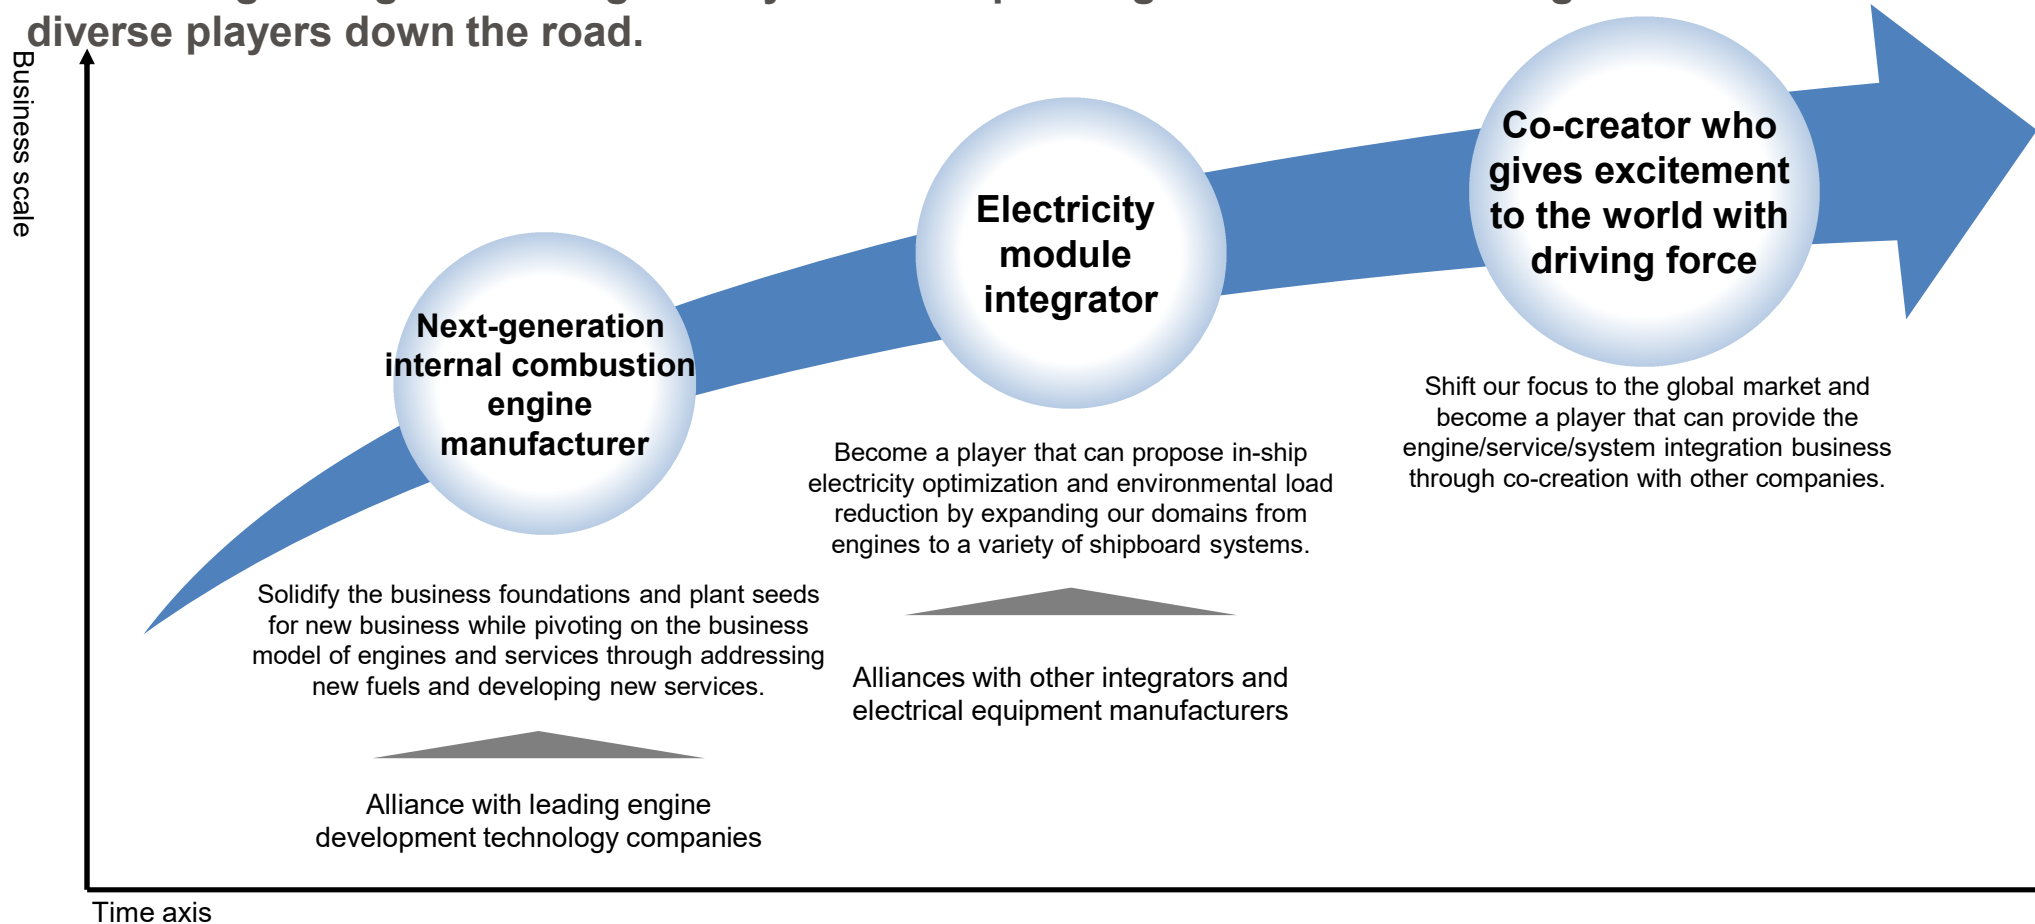 diverse players down the road.
Business scale
Co-creator who
gives excitement
to the world with
driving force
Electricity
module
integrator
Next-generation
internal combustion
engine
manufacturer
Shift our focus to the global market and
become a player that can provide the
engine/service/system integration business
through co-creation with other companies.
Become a player that can propose in-ship
electricity optimization and environmental load
reduction by expanding our domains from
engines to a variety of shipboard systems.
Solidify the business foundations and plant seeds
for new business while pivoting on the business
model of engines and services through addressing
new fuels and developing new services.
Alliances with other integrators and
electrical equipment manufacturers
Alliance with leading engine
development technology companies
Time axis